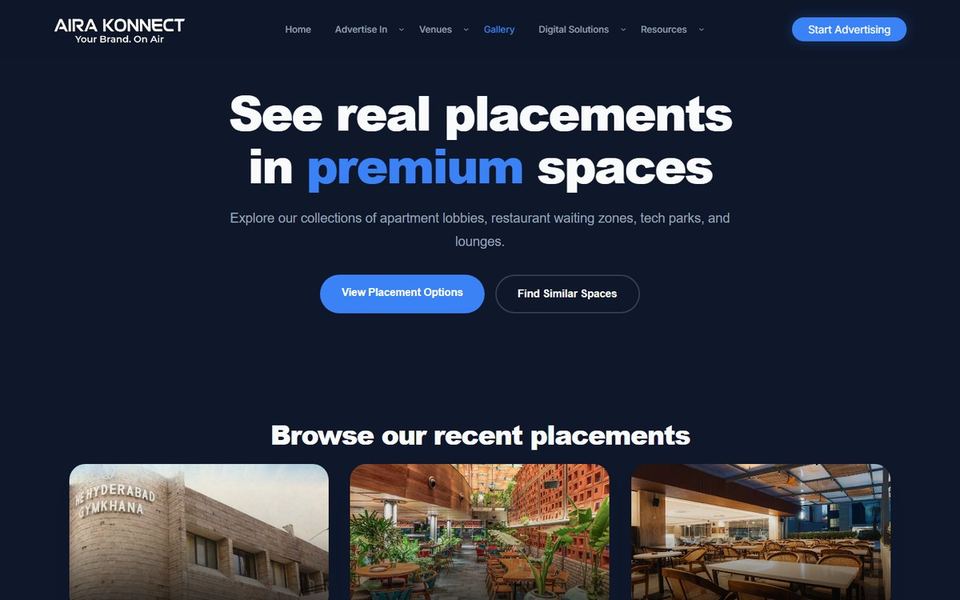 AIRA KONNECT
Your Brand. On Air
Home
Advertise In
Venues
Gallery
Digital Solutions
Resources
Start Advertising
See real placements
in premium spaces
Explore our collections of apartment lobbies, restaurant waiting zones, tech parks, and
lounges.
View Placement Options
Find Similar Spaces
Browse our recent placements
HE HYDERABAD
GYMKHANA